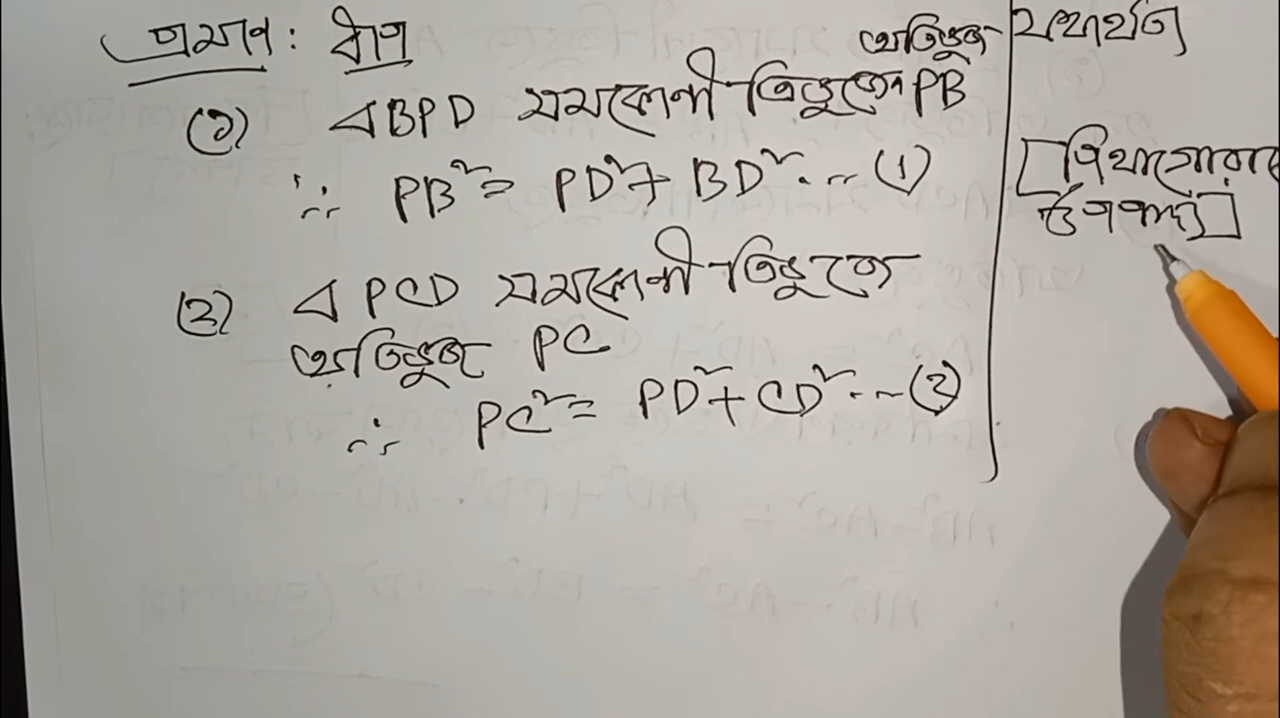 প্রমাণ : ধাপ
যথার্থতা
(১) ◁BPD সমকোণী ত্রিভুজের অতিভুজ PB
∴ PB² = PD² + BD² ... (1)
[পিথাগোরাসে
উপপাদ্য]
(২) ◁PCD সমকোণী ত্রিভুজে
অতিভুজ PC
∴ PC² = PD² + CD² ... (2)